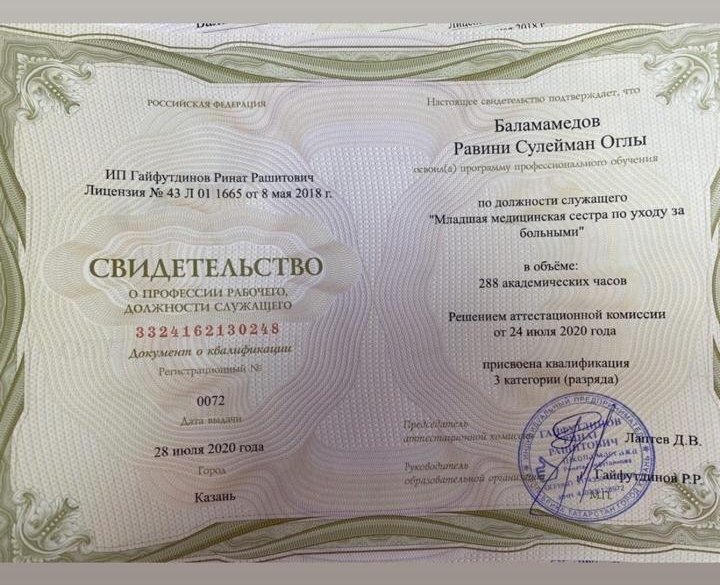 РОССИЙСКАЯ ФЕДЕРАЦИЯ
ИП Гайфутдинов Ринат Рашитович
Лицензия № 43 Л 01 1665 от 8 мая 2018 г.
СВИДЕТЕЛЬСТВО
О ПРОФЕССИИ РАБОЧЕГО,
ДОЛЖНОСТИ СЛУЖАЩЕГО
3324162130248
Документ о квалификации
Регистрационный №
0072
Дата выдачи
28 июля 2020 года
Город
Казань
Настоящее свидетельство подтверждает, что
Баламамедов
Равини Сулейман Оглы
освоил(а) программу профессионального обучения
по должности служащего
"Младшая медицинская сестра по уходу за
больными"
в объёме:
288 академических часов
Решением аттестационной комиссии
от 24 июля 2020 года
присвоена квалификация
3 категории (разряда)
Председатель
аттестационной комиссии
Лаптев Д.В.
Руководитель
образовательной организации
Гайфутдинов Р.Р.
М.П.
ГАЙФУТДИНОВ
РИНАТ
РАШИТОВИЧ